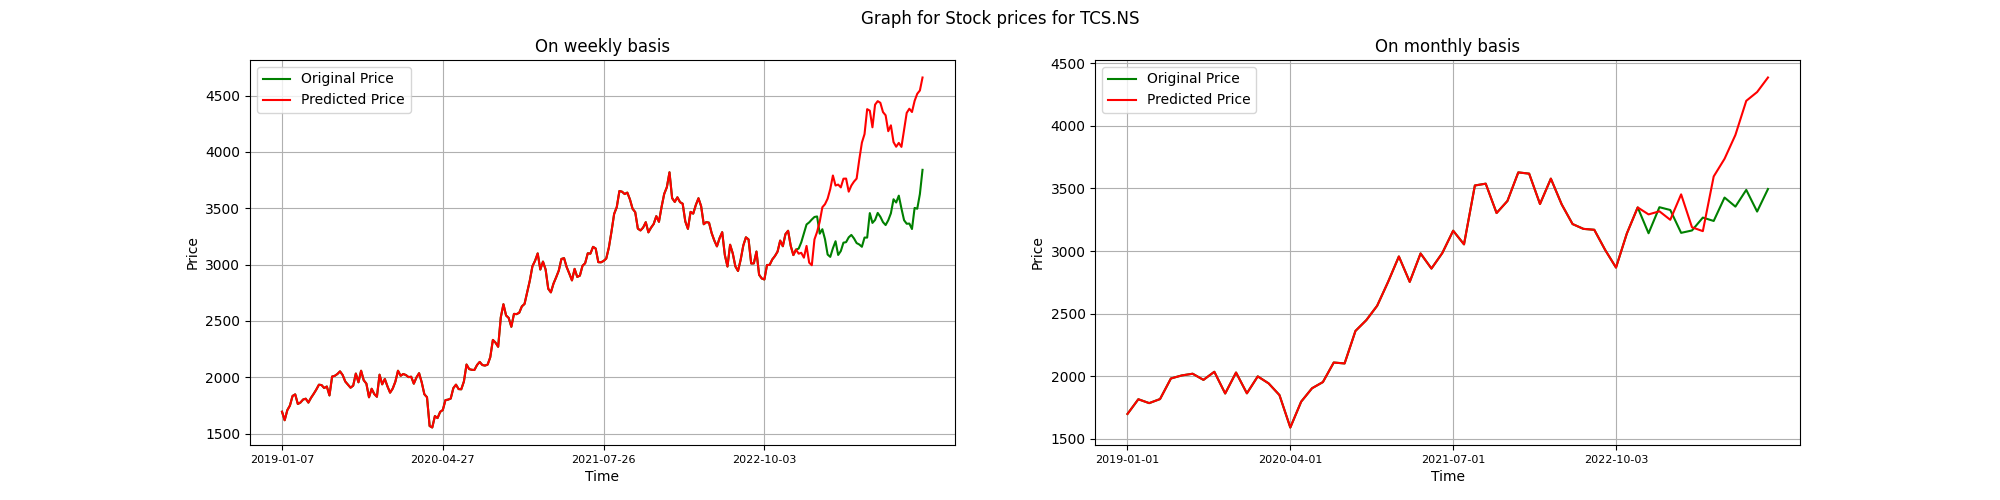 Graph for Stock prices for TCS.NS
On weekly basis
Original Price
Predicted Price
4500
4000
3500
3000
2500
2000
1500
Price
2019-01-07 2020-04-27 2021-07-26 2022-10-03
Time
On monthly basis
Original Price
Predicted Price
4500
4000
3500
3000
2500
2000
1500
Price
2019-01-01 2020-04-01 2021-07-01 2022-10-03
Time